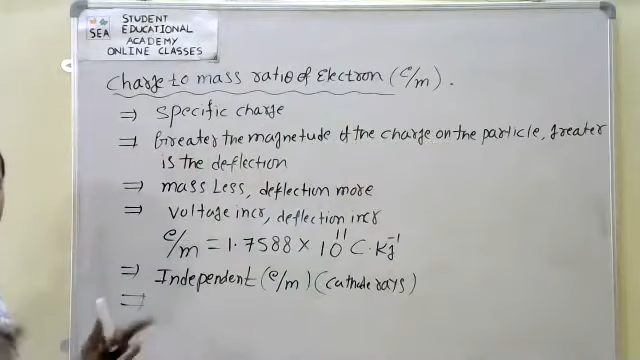 SEA
STUDENT
EDUCATIONAL
ACADEMY
ONLINE CLASSES
Charge to mass ratio of Electron (e/m).
⇒ Specific charge
⇒ Greater the magnitude of the charge on the particle, greater
is the deflection
⇒ mass Less, deflection more
⇒ voltage incr, deflection incr
e/m = 1.7588 × 10¹¹ C.Kg⁻¹
⇒ Independent (e/m) (cathode rays)
⇒